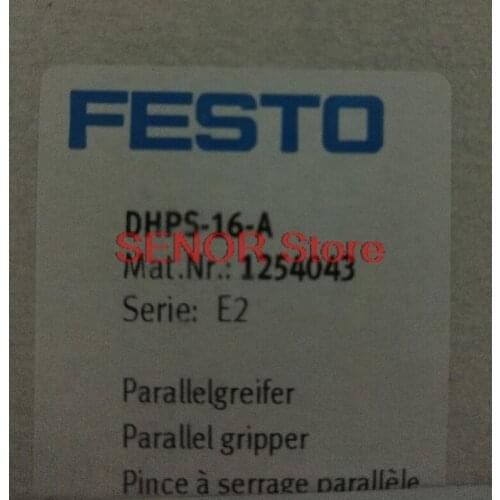 FESTO
DHPS-16-A
SENOR Store
Mat.Nr.: 1254043
Serie: E2
Parallelgreifer
Parallel gripper
Pince à serrage parallèle